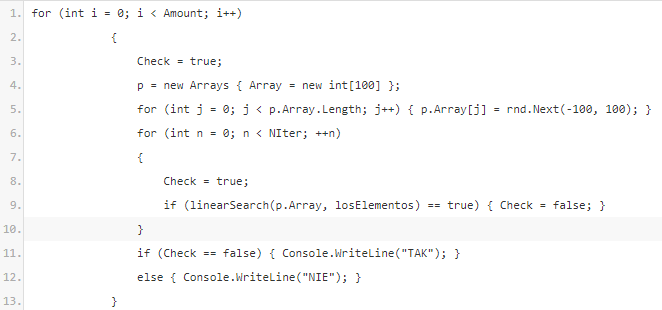 1. for (int i = 0; i < Amount; i++)
2. {
3. Check = true;
4. p = new Arrays { Array = new int[100] };
5. for (int j = 0; j < p.Array.Length; j++) { p.Array[j] = rnd.Next(-100, 100); }
6. for (int n = 0; n < NIter; ++n)
7. {
8. Check = true;
9. if (linearSearch(p.Array, losElementos) == true) { Check = false; }
10. }
11. if (Check == false) { Console.WriteLine("TAK"); }
12. else { Console.WriteLine("NIE"); }
13. }